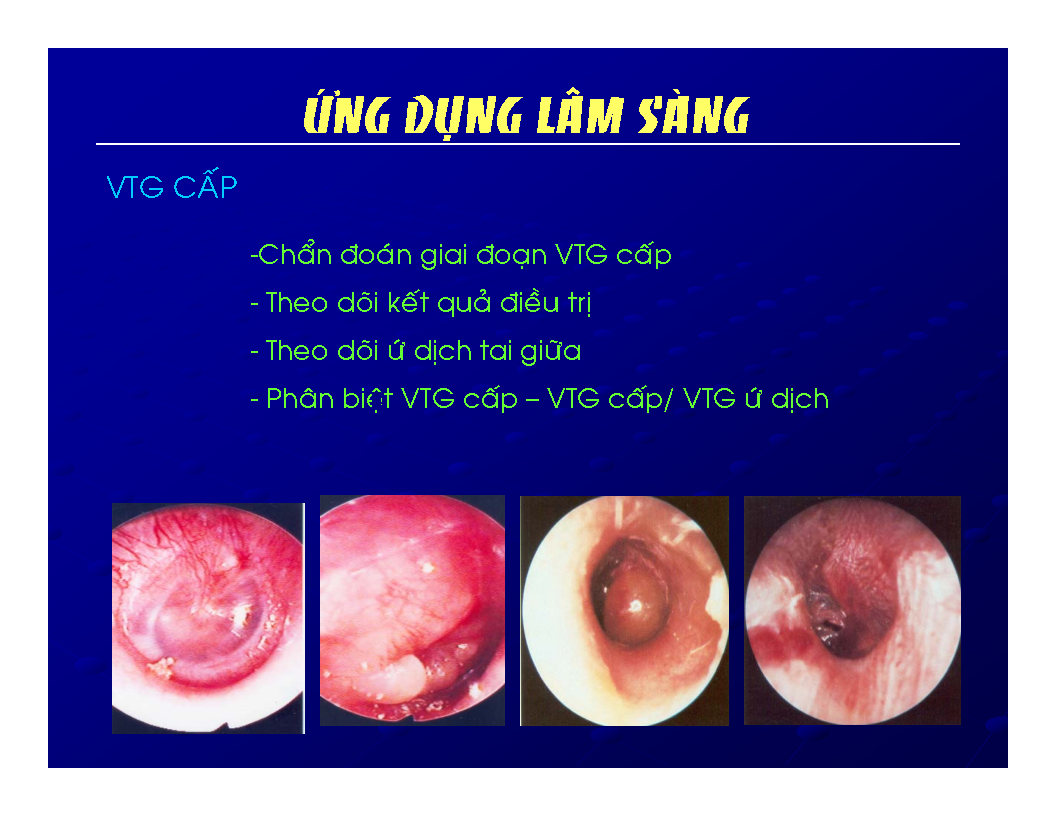 ỨNG DỤNG LÂM SÀNG
VTG CẤP
-Chẩn đoán giai đoạn VTG cấp
- Theo dõi kết quả điều trị
- Theo dõi ứ dịch tai giữa
- Phân biệt VTG cấp – VTG cấp/ VTG ứ dịch